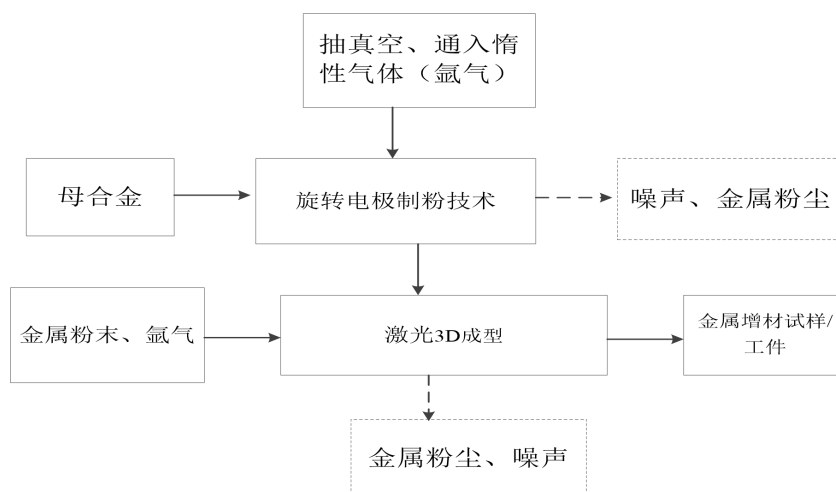 抽真空、通入惰
性气体（氩气）
母合金
旋转电极制粉技术
噪声、金属粉尘
金属粉末、氩气
激光3D成型
金属增材试样/
工件
金属粉尘、噪声